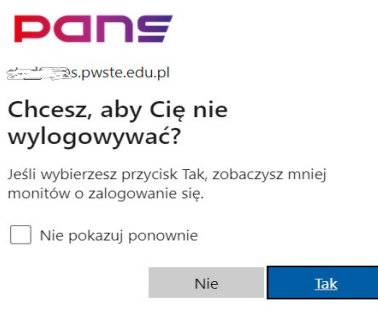 pans
s.pwste.edu.pl
Chcesz, aby Cię nie
wylogowywać?
Jeśli wybierzesz przycisk Tak, zobaczysz mniej
monitów o zalogowanie się.
Nie pokazuj ponownie
Nie Tak